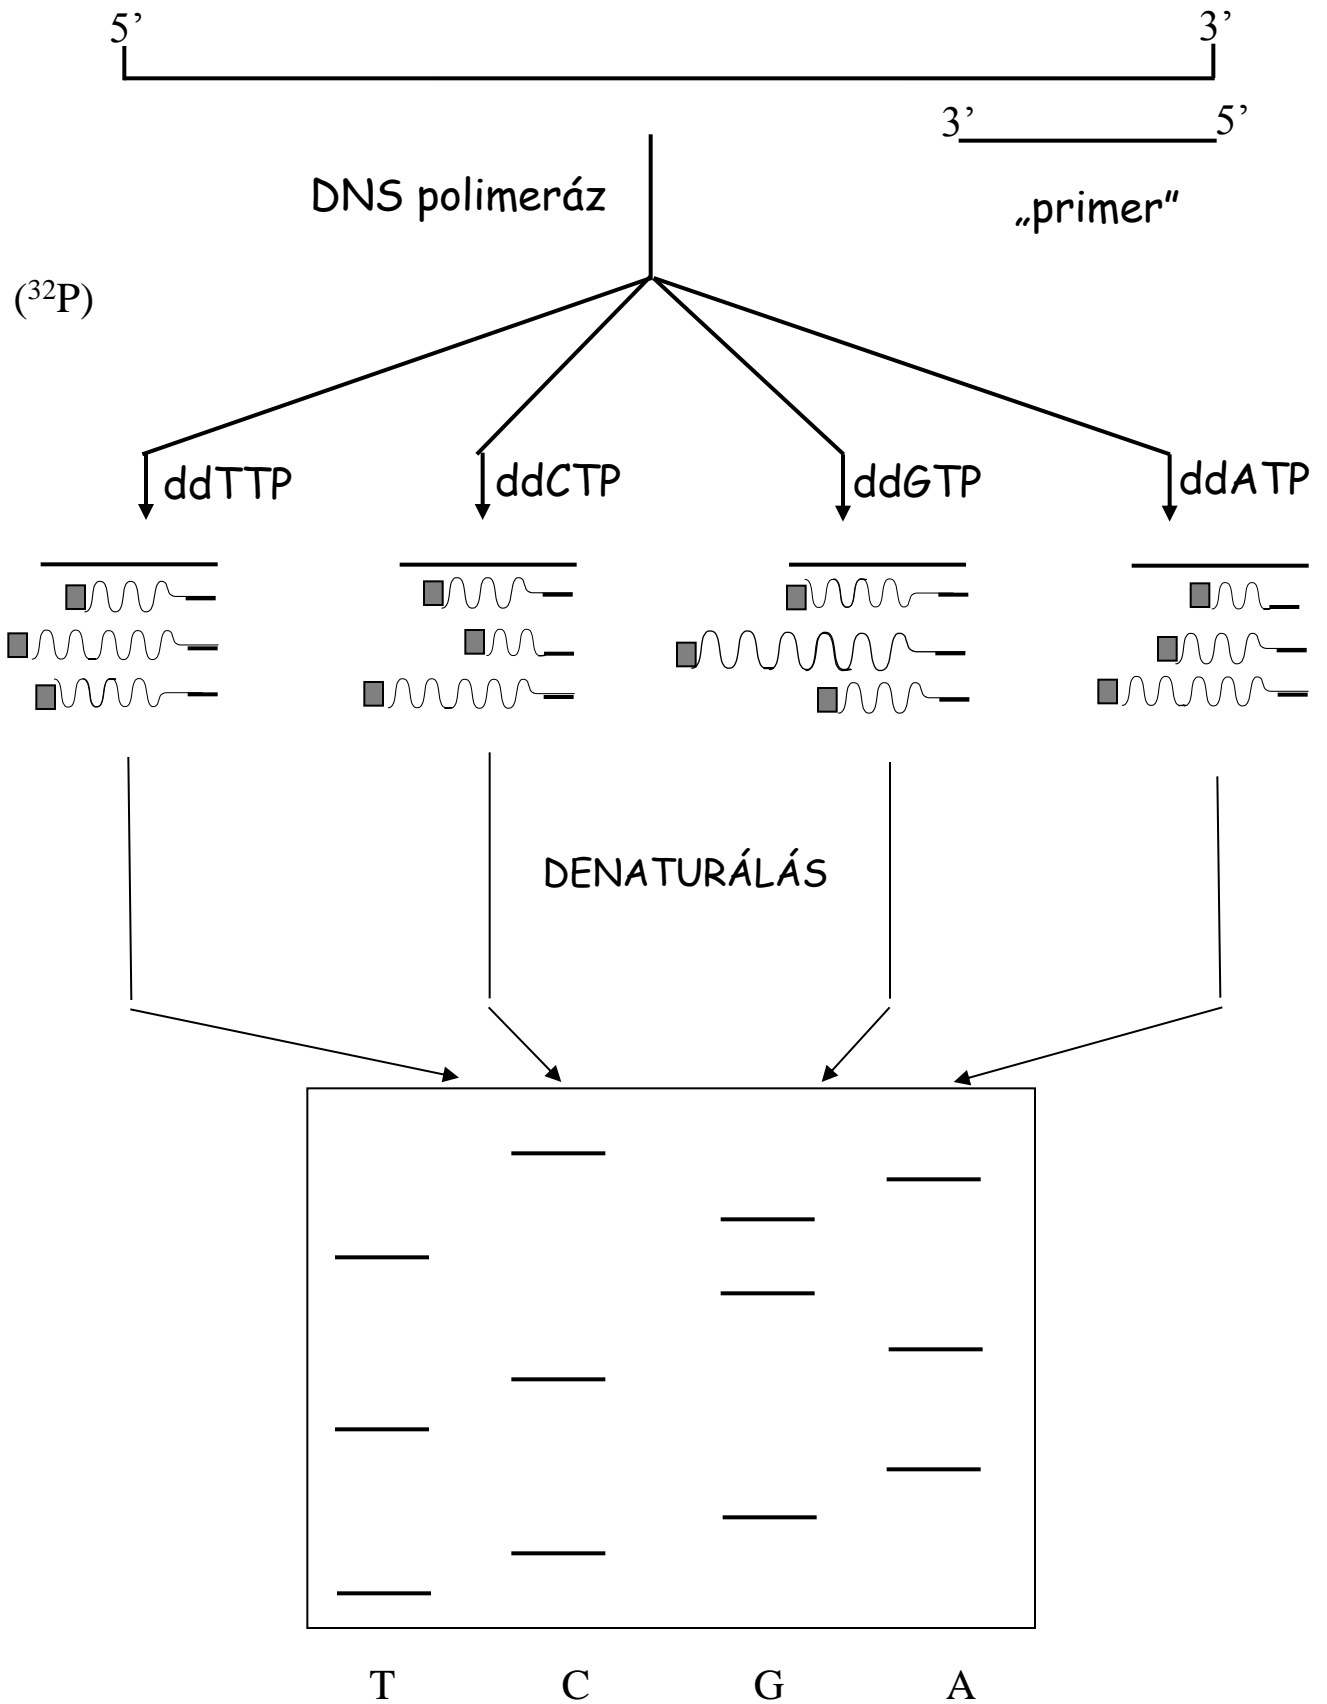 5’ 3’
3’ 5’
DNS polimeráz
„primer”
(³²P)
ddTTP ddCTP ddGTP ddATP
DENATURÁLÁS
T C G A